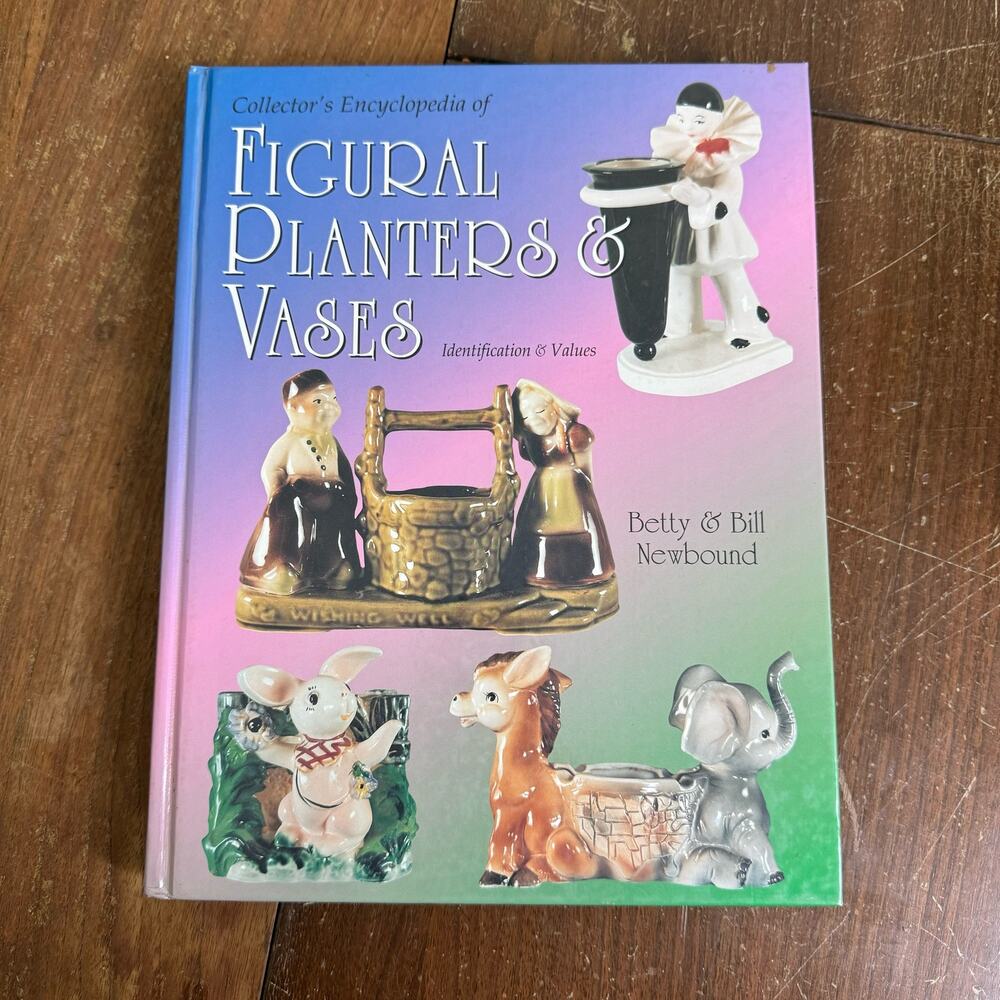 Collector's Encyclopedia of
FIGURAL
PLANTERS &
VASES
Identification & Values
Betty & Bill
Newbound
WISHING WELL